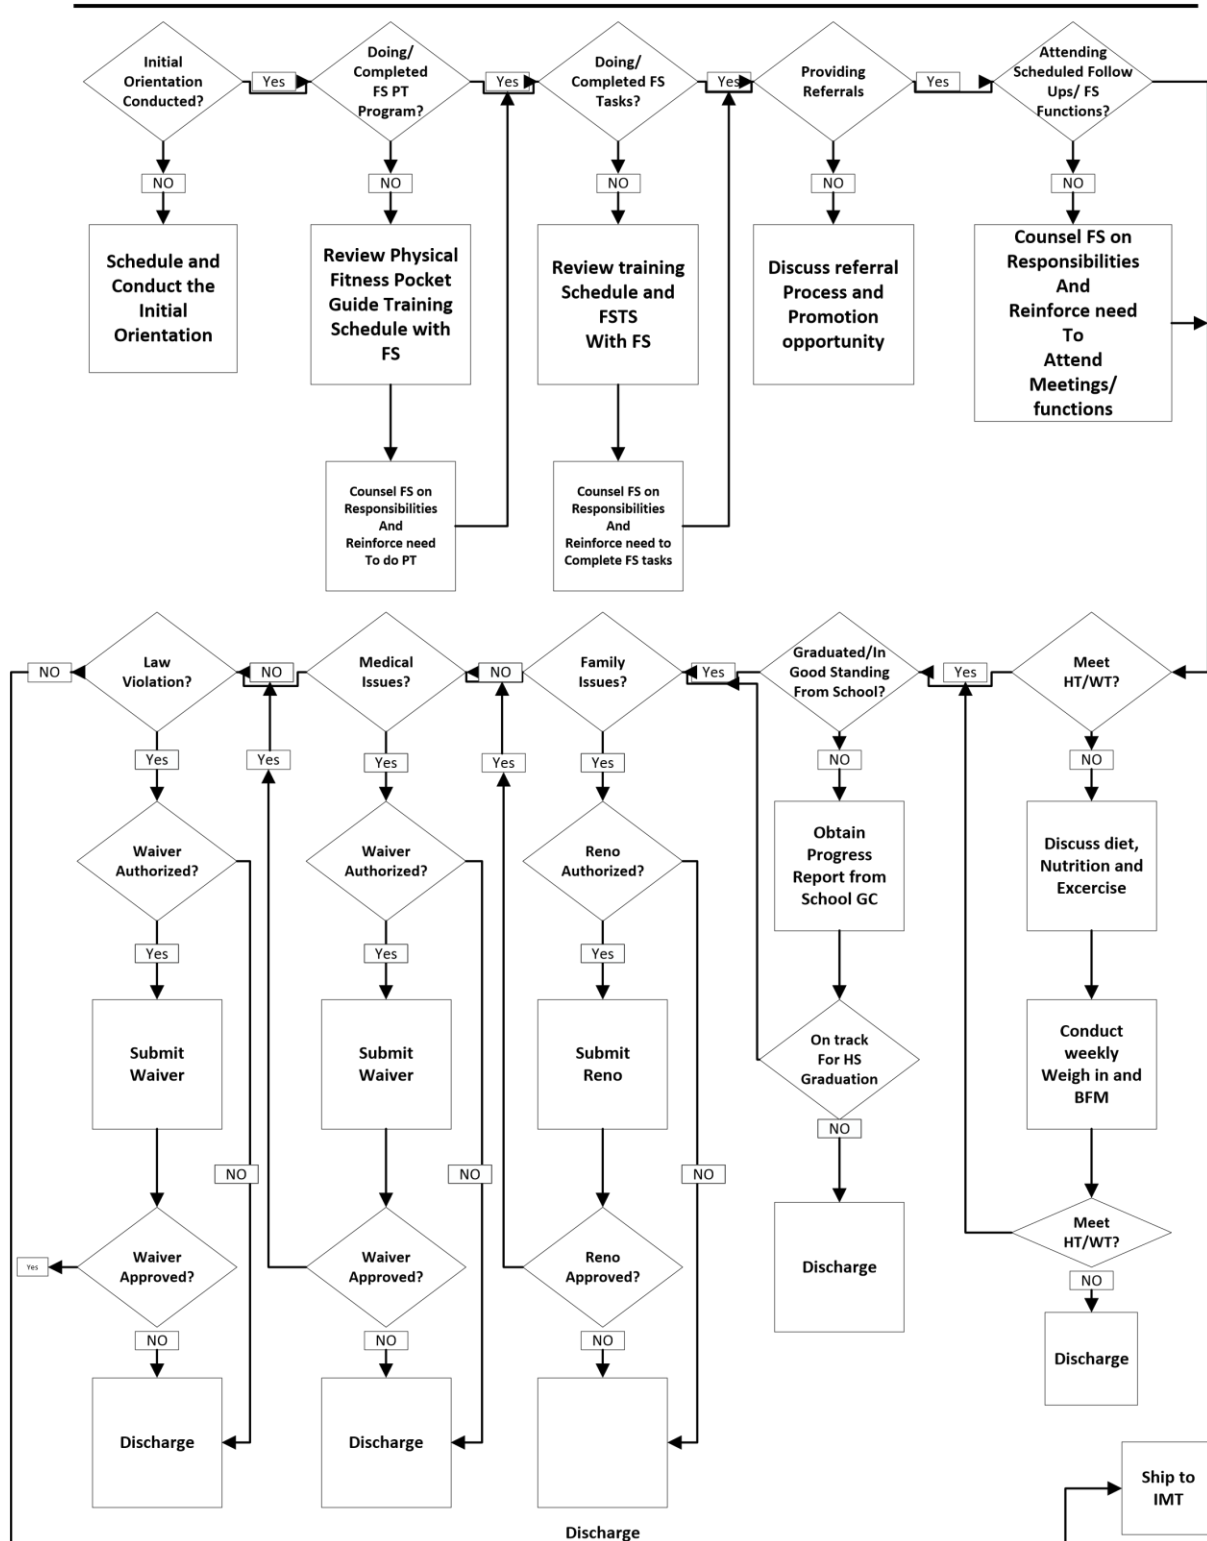 Initial
Orientation
Conducted?
Yes
Doing/
Completed
FS PT
Program?
Yes
Doing/
Completed FS
Tasks?
Yes
Providing
Referrals
Yes
Attending
Scheduled Follow
Ups/ FS
Functions?
NO
NO
NO
NO
NO
Schedule and
Conduct the
Initial
Orientation
Review Physical
Fitness Pocket
Guide Training
Schedule with
FS
Review training
Schedule and
FSTS
With FS
Discuss referral
Process and
Promotion
opportunity
Counsel FS on
Responsibilities
And
Reinforce need
To
Attend
Meetings/
functions
Counsel FS on
Responsibilities
And
Reinforce need
To do PT
Counsel FS on
Responsibilities
And
Reinforce need to
Complete FS tasks
NO
Law
Violation?
NO
Medical
Issues?
NO
Family
Issues?
Yes
Graduated/In
Good Standing
From School?
Yes
Meet
HT/WT?
Yes
Yes
Yes
Yes
Yes
NO
NO
Waiver
Authorized?
Waiver
Authorized?
Reno
Authorized?
Obtain
Progress
Report from
School GC
Discuss diet,
Nutrition and
Excercise
Yes
Yes
Yes
Submit
Waiver
Submit
Waiver
Submit
Reno
On track
For HS
Graduation
Conduct
weekly
Weigh in and
BFM
NO
NO
NO
NO
Yes
Waiver
Approved?
Waiver
Approved?
Reno
Approved?
Discharge
Meet
HT/WT?
NO
NO
NO
NO
Discharge
Discharge
Discharge
Discharge
Ship to
IMT